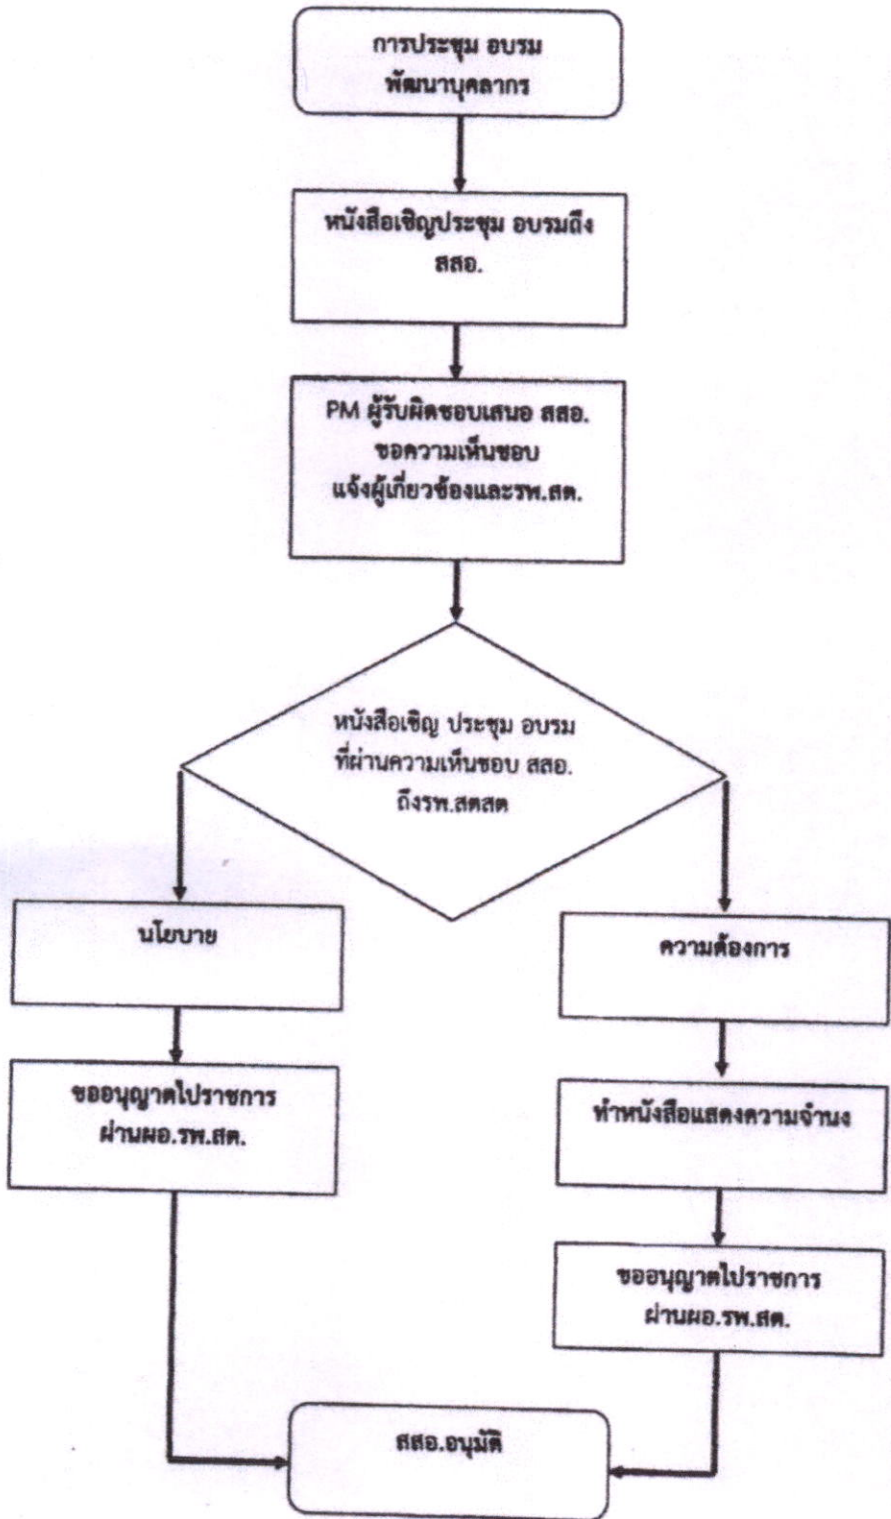 การประชุม อบรม
พัฒนาบุคลากร
หนังสือเชิญประชุม อบรมถึง
สสอ.
PM ผู้รับผิดชอบเสนอ สสอ.
ขอความเห็นชอบ
แจ้งผู้เกี่ยวข้องและรพ.สต.
หนังสือเชิญ ประชุม อบรม
ที่ผ่านความเห็นชอบ สสอ.
ถึงรพ.สตสต
นโยบาย
ความต้องการ
ขออนุญาตไปราชการ
ผ่านผอ.รพ.สต.
ทำหนังสือแสดงความจำนง
ขออนุญาตไปราชการ
ผ่านผอ.รพ.สต.
สสอ.อนุมัติ